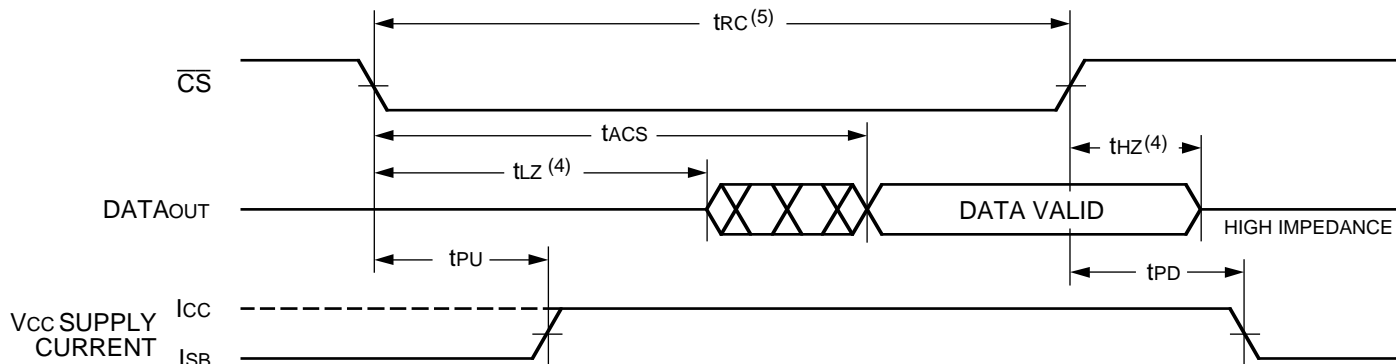 tRC(5)
CS
tACS
tHZ(4)
tLZ(4)
DATAOUT
DATA VALID
HIGH IMPEDANCE
tPU
tPD
ICC
VCC SUPPLY
CURRENT
ISB